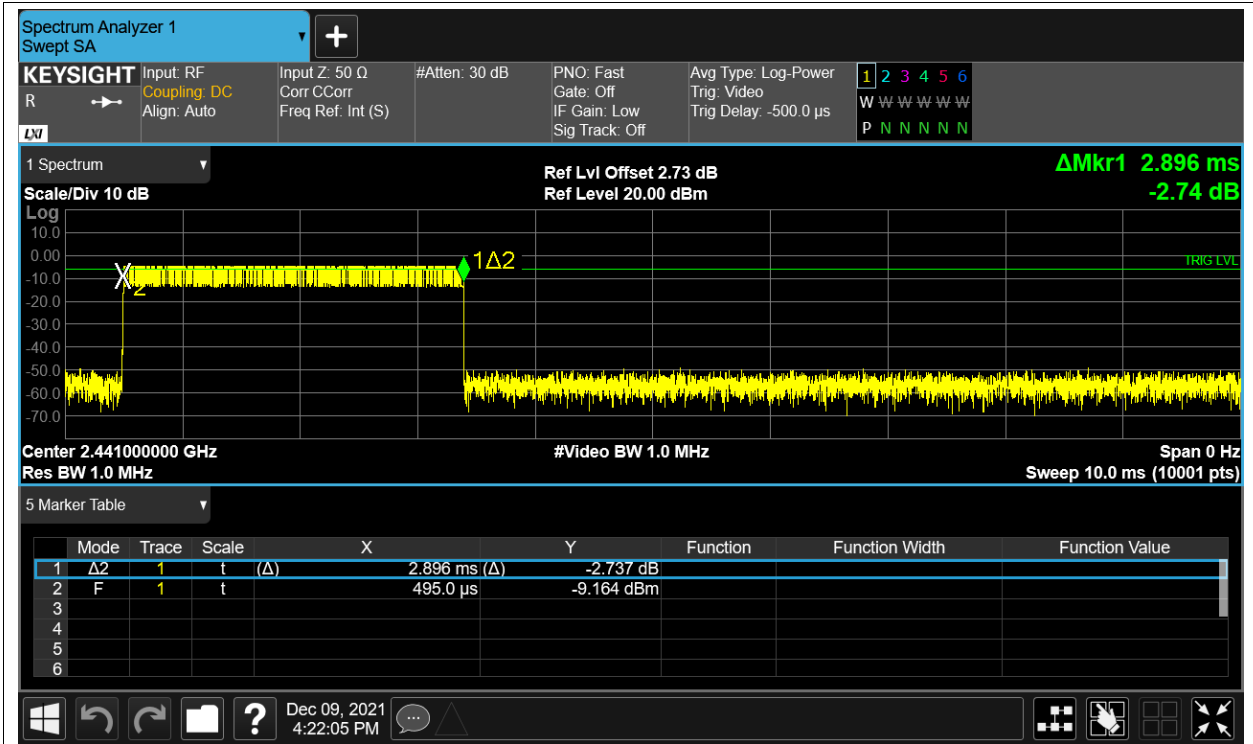 Spectrum Analyzer 1
Swept SA
KEYSIGHT Input: RF Input Z: 50 Ω #Atten: 30 dB PNO: Fast Avg Type: Log-Power 1 2 3 4 5 6
R Coupling: DC Corr CCorr Gate: Off Trig: Video W W W W W W
Align: Auto Freq Ref: Int (S) IF Gain: Low Trig Delay: -500.0 µs
LXI Sig Track: Off P N N N N N
1 Spectrum Ref Lvl Offset 2.73 dB ΔMkr1 2.896 ms
Scale/Div 10 dB Ref Level 20.00 dBm -2.74 dB
Log
10.0
0.00 1Δ2 TRIG LVL
-10.0 X 2
-20.0
-30.0
-40.0
-50.0
-60.0
-70.0
Center 2.441000000 GHz #Video BW 1.0 MHz Span 0 Hz
Res BW 1.0 MHz Sweep 10.0 ms (10001 pts)
5 Marker Table
Mode Trace Scale X Y Function Function Width Function Value
1 Δ2 1 t (Δ) 2.896 ms (Δ) -2.737 dB
2 F 1 t 495.0 µs -9.164 dBm
3
4
5
6
? Dec 09, 2021
4:22:05 PM